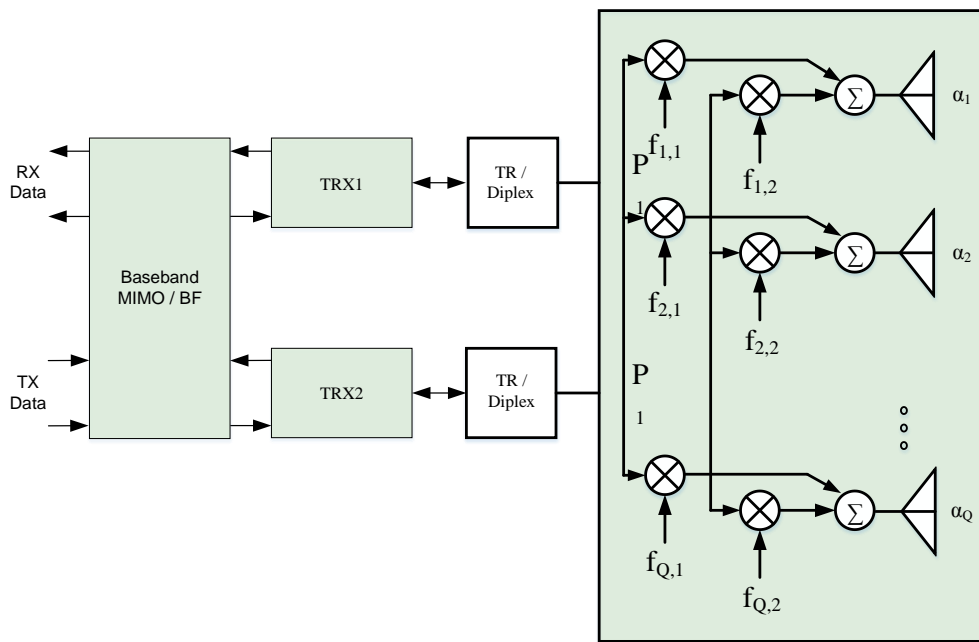 RX
Data
TX
Data
Baseband
MIMO / BF
TRX1
TRX2
TR /
Diplex
TR /
Diplex
P
1
P
1
f1,1
f1,2
f2,1
f2,2
fQ,1
fQ,2
∑
∑
∑
α1
α2
αQ